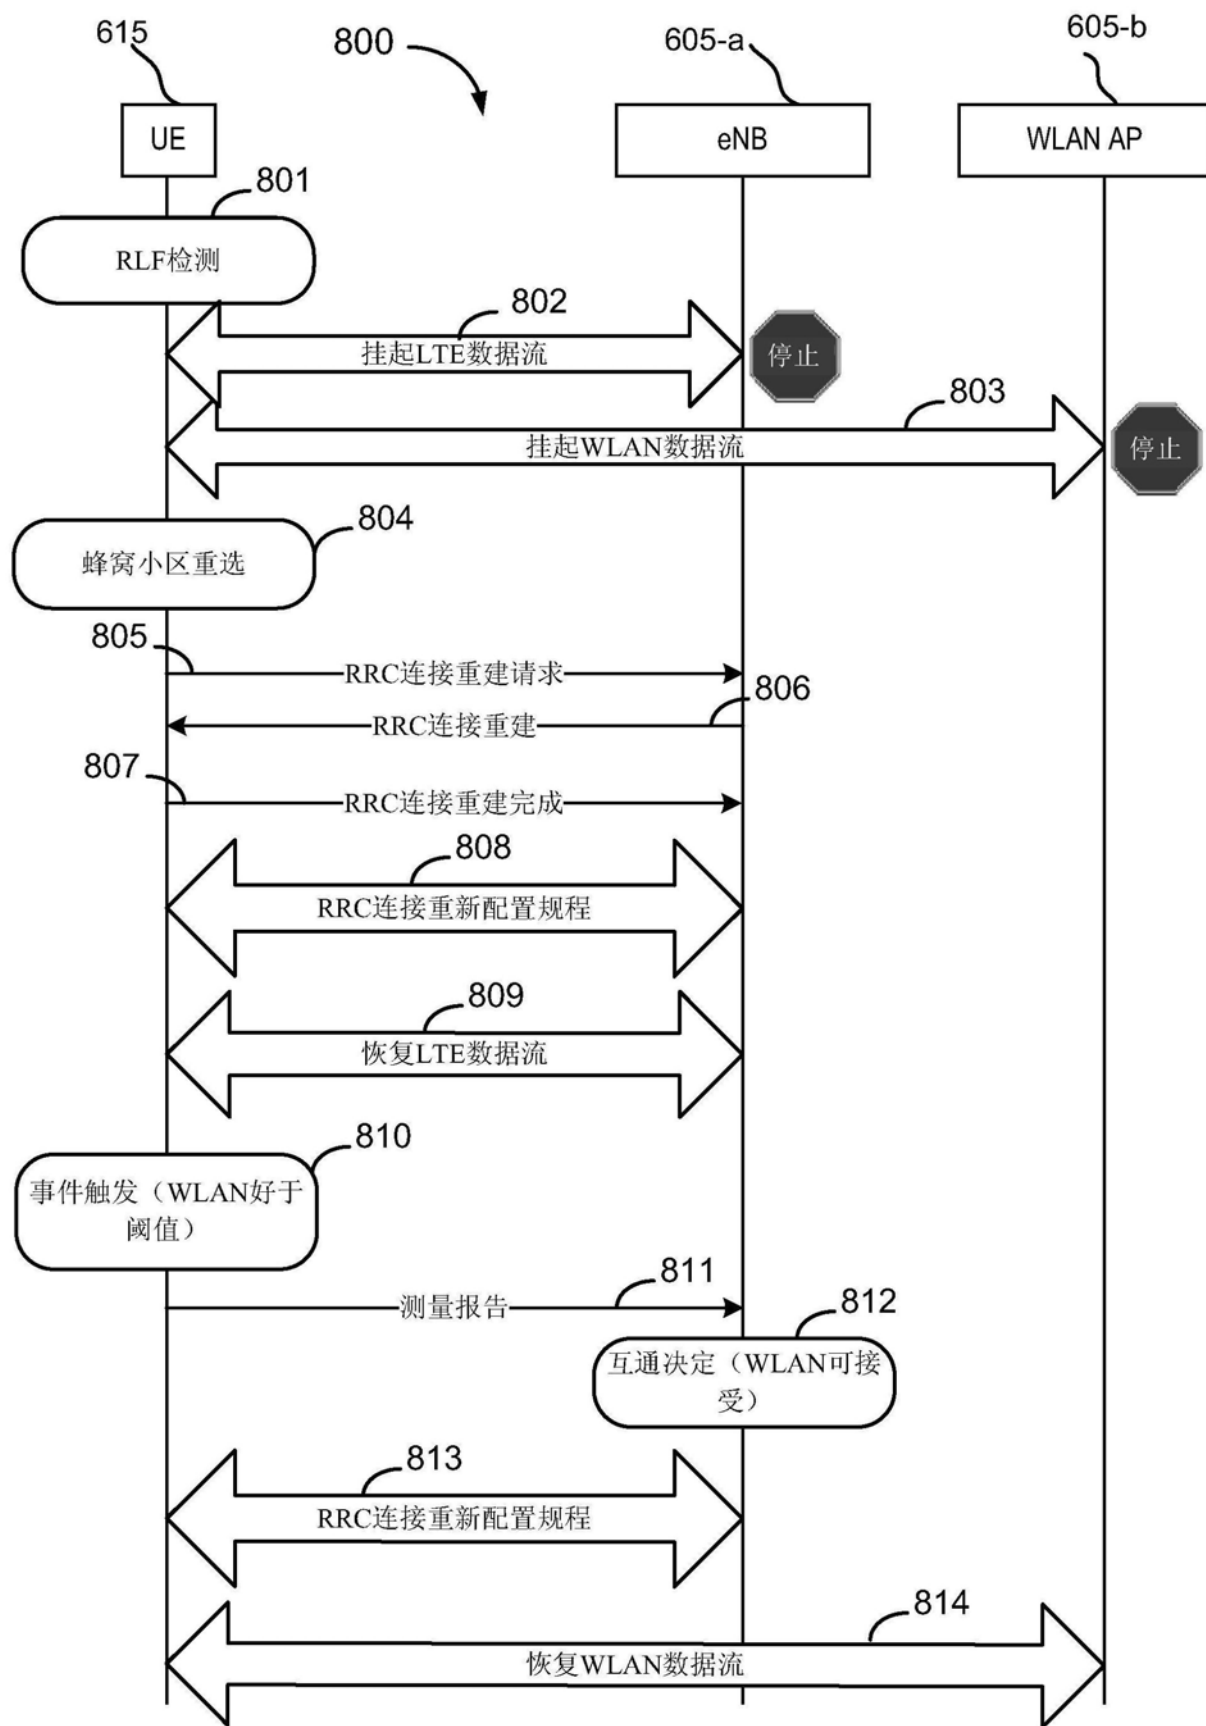 615
800
605-a
605-b
UE
eNB
WLAN AP
801
RLF检测
802
挂起LTE数据流
停止
803
挂起WLAN数据流
停止
804
蜂窝小区重选
805
RRC连接重建请求
806
RRC连接重建
807
RRC连接重建完成
808
RRC连接重新配置规程
809
恢复LTE数据流
810
事件触发（WLAN好于
阈值）
811
测量报告
812
互通决定（WLAN可接
受）
813
RRC连接重新配置规程
814
恢复WLAN数据流